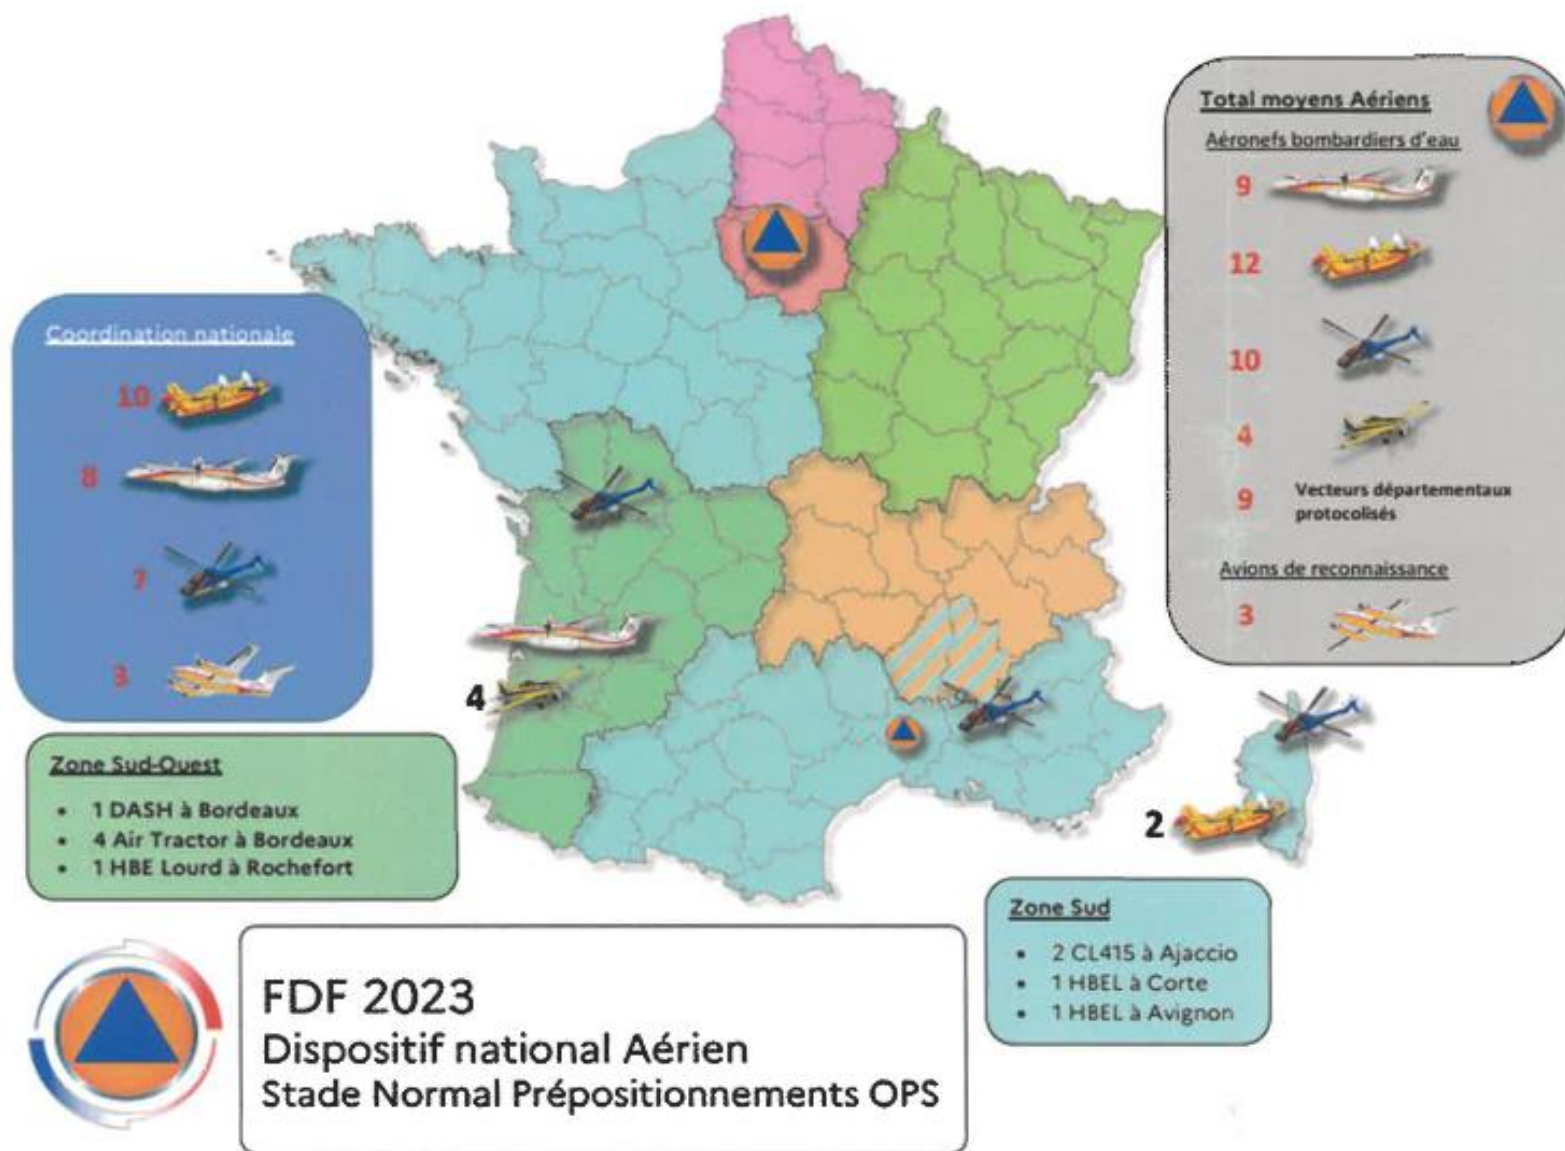 Total moyens Aériens
Aéronefs bombardiers d'eau
9
12
10
4
9 Vecteurs départementaux
protocolisés
Avions de reconnaissance
3
Coordination nationale
10
8
7
3
4
2
Zone Sud-Ouest
• 1 DASH à Bordeaux
• 4 Air Tractor à Bordeaux
• 1 HBE Lourd à Rochefort
Zone Sud
• 2 CL415 à Ajaccio
• 1 HBEL à Corte
• 1 HBEL à Avignon
FDF 2023
Dispositif national Aérien
Stade Normal Prépositionnements OPS